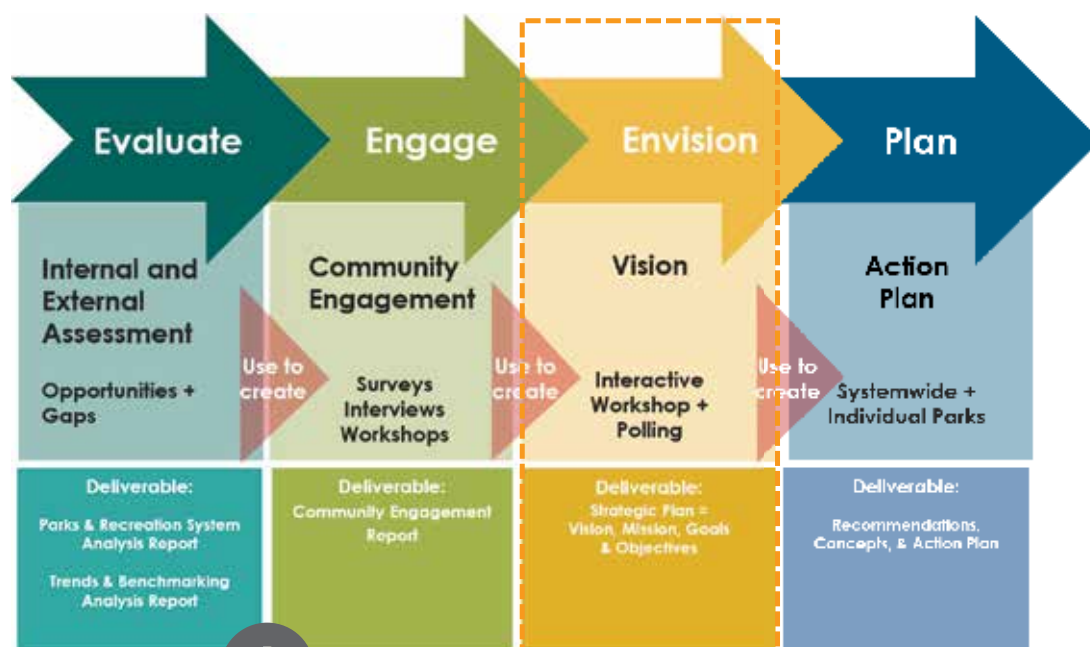 Evaluate
Engage
Envision
Plan
Internal and
External
Assessment
Opportunities +
Gaps
Use to
create
Community
Engagement
Surveys
Interviews
Workshops
Use to
create
Vision
Interactive
Workshop +
Polling
Use to
create
Action
Plan
Systemwide +
Individual Parks
Deliverable:
Parks & Recreation System
Analysis Report
Trends & Benchmarking
Analysis Report
Deliverable:
Community Engagement
Report
Deliverable:
Strategic Plan =
Vision, Mission, Goals
& Objectives
Deliverable:
Recommendations,
Concepts, & Action Plan